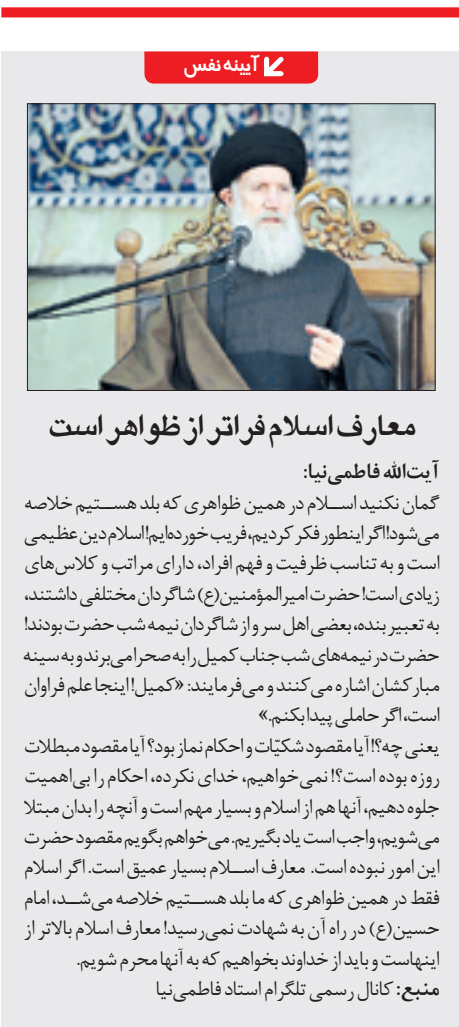 آیینه نفس
معارف اسلام فراتر از ظواهر است
آیت‌الله فاطمی‌نیا:
گمان نکنید اســلام در همین ظواهری که بلد هســتیم خلاصه
می‌شود!اگر اینطور فکر کردیم، فریب خورده‌ایم!اسلام دین عظیمی
است و به تناسب ظرفیت و فهم افراد، دارای مراتب و کلاس‌های
زیادی است! حضرت امیرالمؤمنین(ع) شاگردان مختلفی داشتند،
به تعبیر بنده، بعضی اهل سر و از شاگردان نیمه شب حضرت بودند!
حضرت در نیمه‌های شب جناب کمیل را به صحرا می‌برند و به سینه
مبارکشان اشاره می‌کنند و می‌فرمایند: «کمیل! اینجا علم فراوان
است، اگر حاملی پیدا بکنم.»
یعنی چه؟! آیا مقصود شکیّات و احکام نماز بود؟ آیا مقصود مبطلات
روزه بوده است؟! نمی‌خواهیم، خدای نکرده، احکام را بی‌اهمیت
جلوه دهیم، آنها هم از اسلام و بسیار مهم است و آنچه را بدان مبتلا
می‌شویم، واجب است یاد بگیریم. می‌خواهم بگویم مقصود حضرت
این امور نبوده است. معارف اســلام بسیار عمیق است. اگر اسلام
فقط در همین ظواهری که ما بلد هســتیم خلاصه می‌شــد، امام
حسین(ع) در راه آن به شهادت نمی‌رسید! معارف اسلام بالاتر از
اینهاست و باید از خداوند بخواهیم که به آنها محرم شویم.
منبع: کانال رسمی تلگرام استاد فاطمی‌نیا